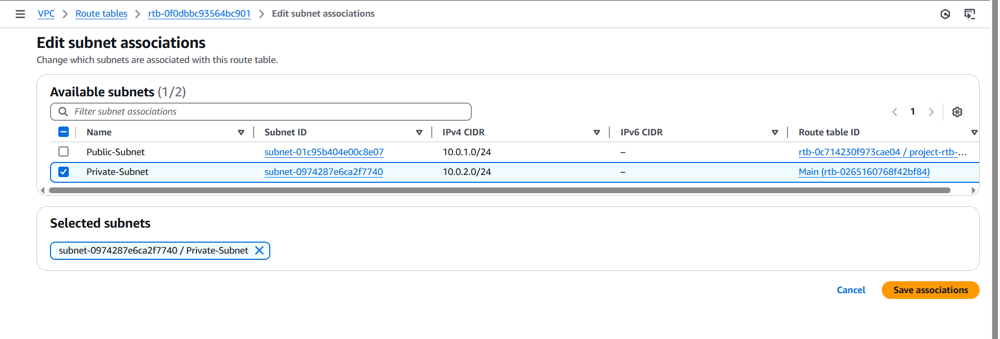 VPC > Route tables > rtb-0f0dbbc93564bc901 > Edit subnet associations
Edit subnet associations
Change which subnets are associated with this route table.
Available subnets (1/2)
Filter subnet associations
1
Name Subnet ID IPv4 CIDR IPv6 CIDR Route table ID
Public-Subnet subnet-01c95b404e00c8e07 10.0.1.0/24 – rtb-0c714230f973cae04 / project-rtb-...
Private-Subnet subnet-0974287e6ca2f7740 10.0.2.0/24 – Main (rtb-0265160768f42bf84)
Selected subnets
subnet-0974287e6ca2f7740 / Private-Subnet
Cancel Save associations